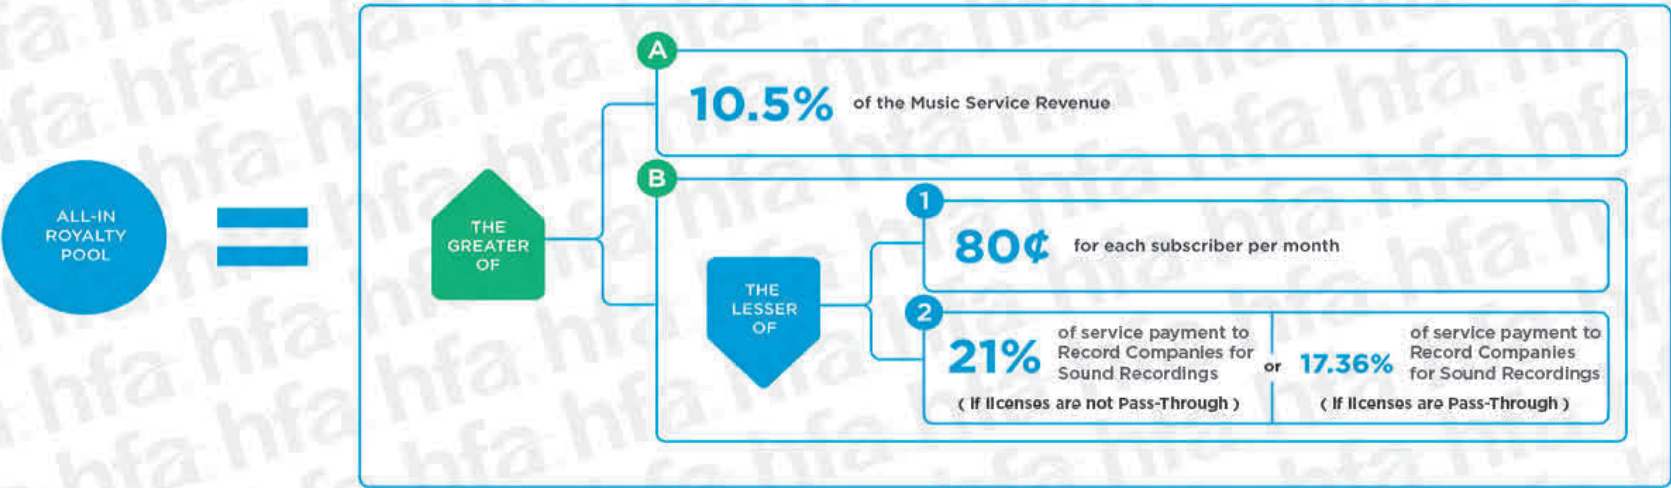 ALL-IN
ROYALTY
POOL
THE
GREATER
OF
A
10.5% of the Music Service Revenue
B
THE
LESSER
OF
1
80¢ for each subscriber per month
2
21%
of service payment to
Record Companies for
Sound Recordings
( If licenses are not Pass-Through )
or
17.36%
of service payment to
Record Companies
for Sound Recordings
( If licenses are Pass-Through )
hfa